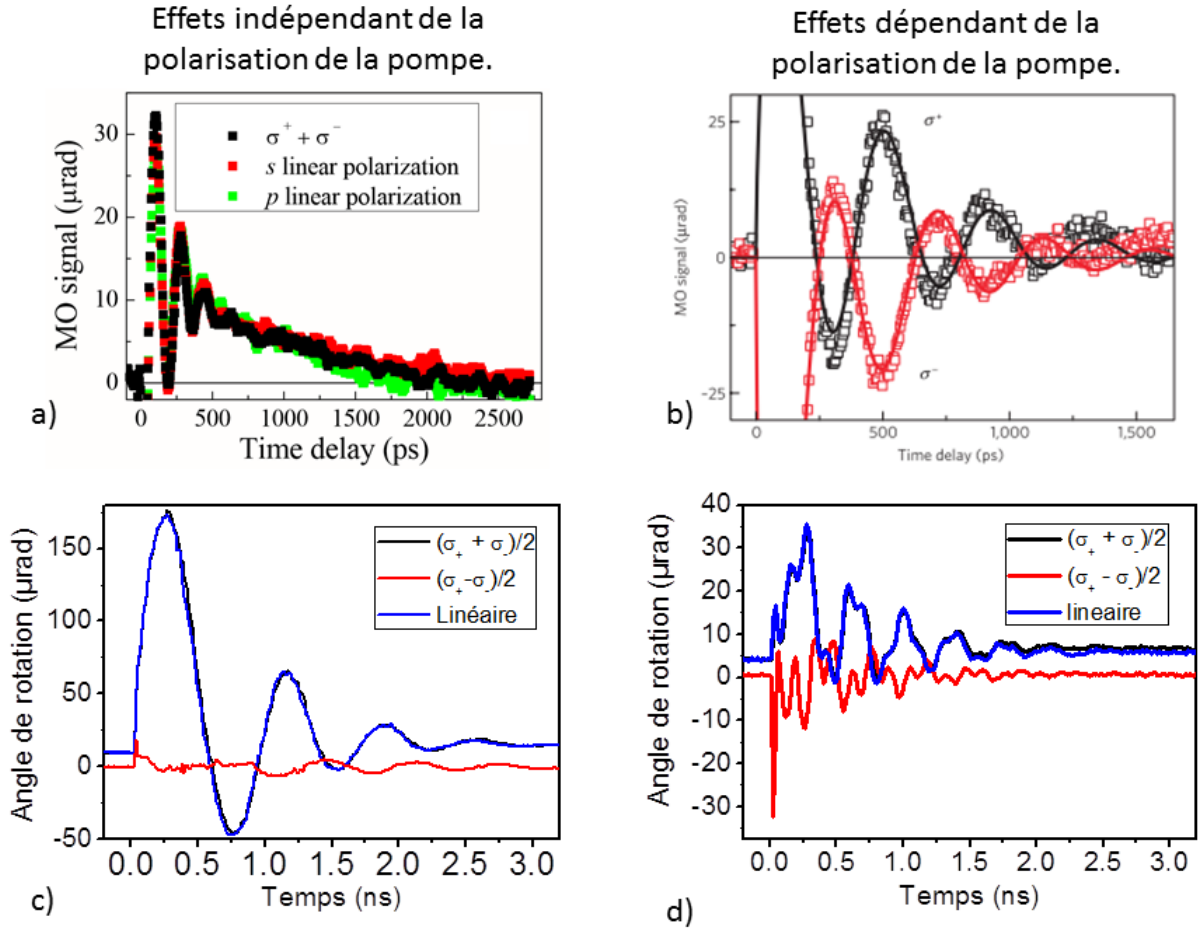 Effets indépendant de la
polarisation de la pompe.
Effets dépendant de la
polarisation de la pompe.
MO signal (µrad)
30
20
10
0
σ⁺ + σ⁻
s linear polarization
p linear polarization
0 500 1000 1500 2000 2500
Time delay (ps)
a)
MO signal (µrad)
25
0
-25
σ⁺
σ⁻
0 500 1,000 1,500
Time delay (ps)
b)
Angle de rotation (µrad)
150
100
50
0
-50
(σ₊ + σ₋)/2
(σ₊-σ₋)/2
Linéaire
0.0 0.5 1.0 1.5 2.0 2.5 3.0
Temps (ns)
c)
Angle de rotation (µrad)
40
30
20
10
0
-10
-20
-30
(σ₊ + σ₋)/2
(σ₊ - σ₋)/2
lineaire
0.0 0.5 1.0 1.5 2.0 2.5 3.0
Temps (ns)
d)